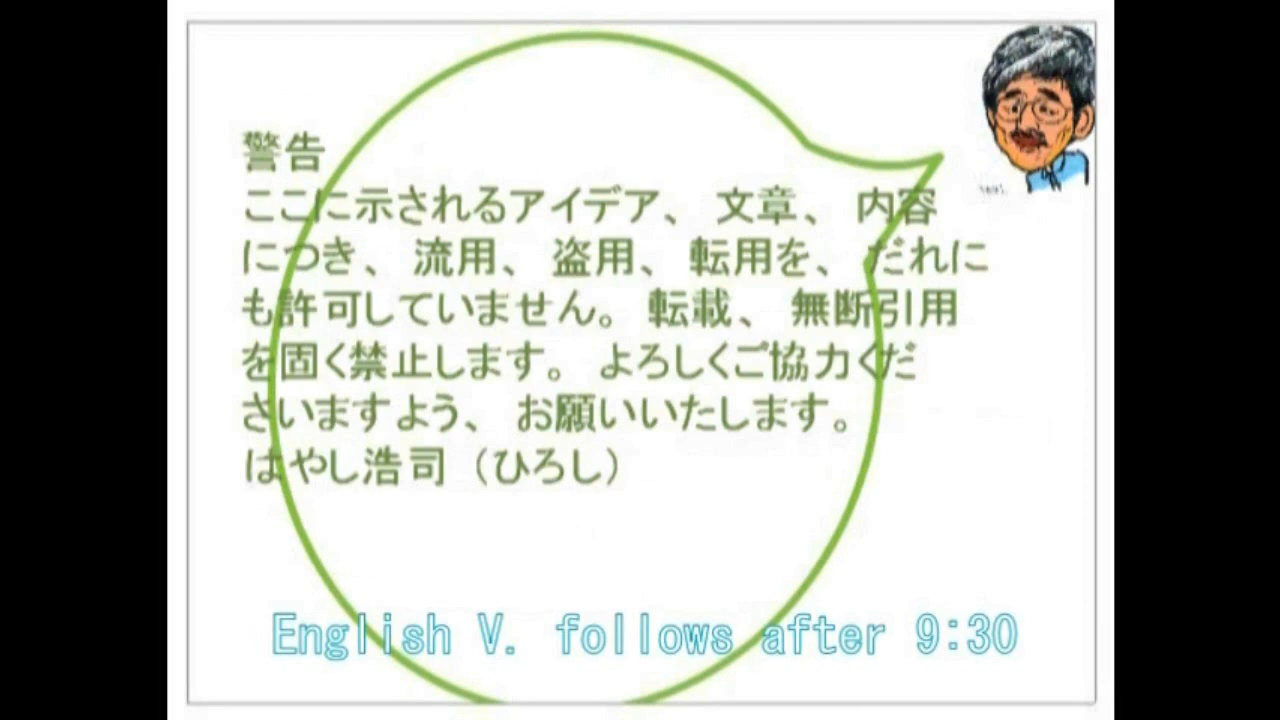 警告
ここに示されるアイデア、文章、内容
につき、流用、盗用、転用を、だれに
も許可していません。転載、無断引用
を固く禁止します。よろしくご協力くだ
さいますよう、お願いいたします。
はやし浩司（ひろし）
English V. follows after 9:30